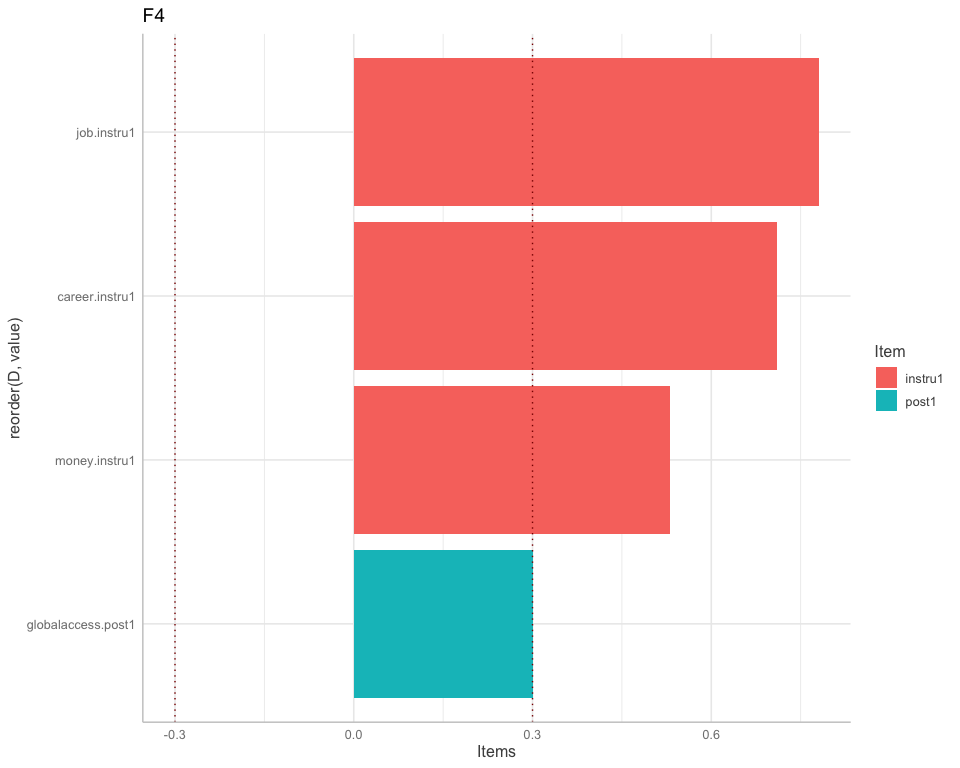 F4
job.instru1
career.instru1
money.instru1
globalaccess.post1
reorder(D, value)
-0.3
0.0
0.3
0.6
Items
Item
instru1
post1